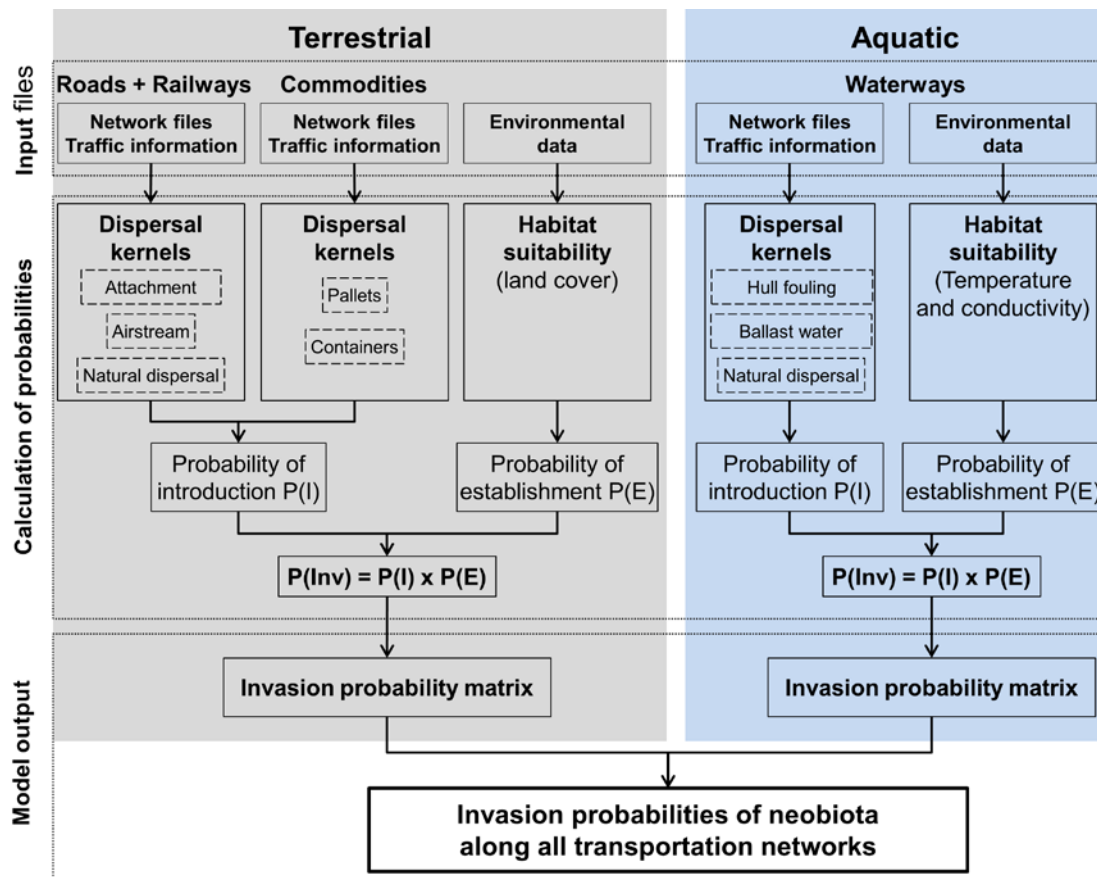 Terrestrial
Aquatic
Input files
Roads + Railways
Commodities
Waterways
Network files
Traffic information
Network files
Traffic information
Environmental
data
Network files
Traffic information
Environmental
data
Calculation of probabilities
Dispersal
kernels
Attachment
Airstream
Natural dispersal
Dispersal
kernels
Pallets
Containers
Habitat
suitability
(land cover)
Dispersal
kernels
Hull fouling
Ballast water
Natural dispersal
Habitat
suitability
(Temperature
and conductivity)
Probability of
introduction P(I)
Probability of
establishment P(E)
Probability of
introduction P(I)
Probability of
establishment P(E)
P(Inv) = P(I) x P(E)
P(Inv) = P(I) x P(E)
Model output
Invasion probability matrix
Invasion probability matrix
Invasion probabilities of neobiota
along all transportation networks